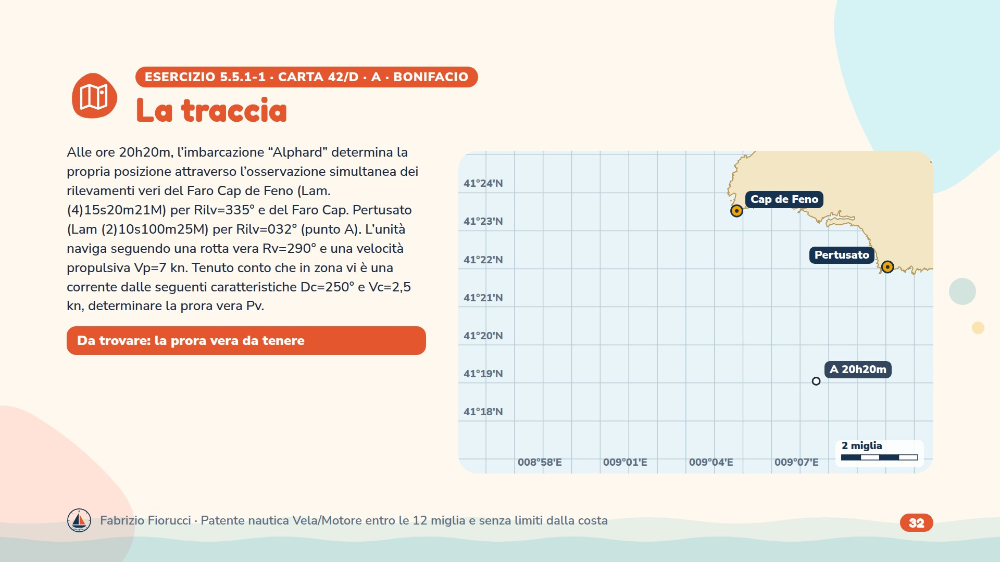 ESERCIZIO 5.5.1-1 · CARTA 42/D · A · BONIFACIO
La traccia
Alle ore 20h20m, l’imbarcazione “Alphard” determina la
propria posizione attraverso l’osservazione simultanea dei
rilevamenti veri del Faro Cap de Feno (Lam.
(4)15s20m21M) per Rilv=335° e del Faro Cap. Pertusato
(Lam (2)10s100m25M) per Rilv=032° (punto A). L’unità
naviga seguendo una rotta vera Rv=290° e una velocità
propulsiva Vp=7 kn. Tenuto conto che in zona vi è una
corrente dalle seguenti caratteristiche Dc=250° e Vc=2,5
kn, determinare la prora vera Pv.
Da trovare: la prora vera da tenere
41°24'N
Cap de Feno
41°23'N
Pertusato
41°22'N
41°21'N
41°20'N
A 20h20m
41°19'N
41°18'N
2 miglia
008°58'E
009°01'E
009°04'E
009°07'E
Fabrizio Fiorucci · Patente nautica Vela/Motore entro le 12 miglia e senza limiti dalla costa
32